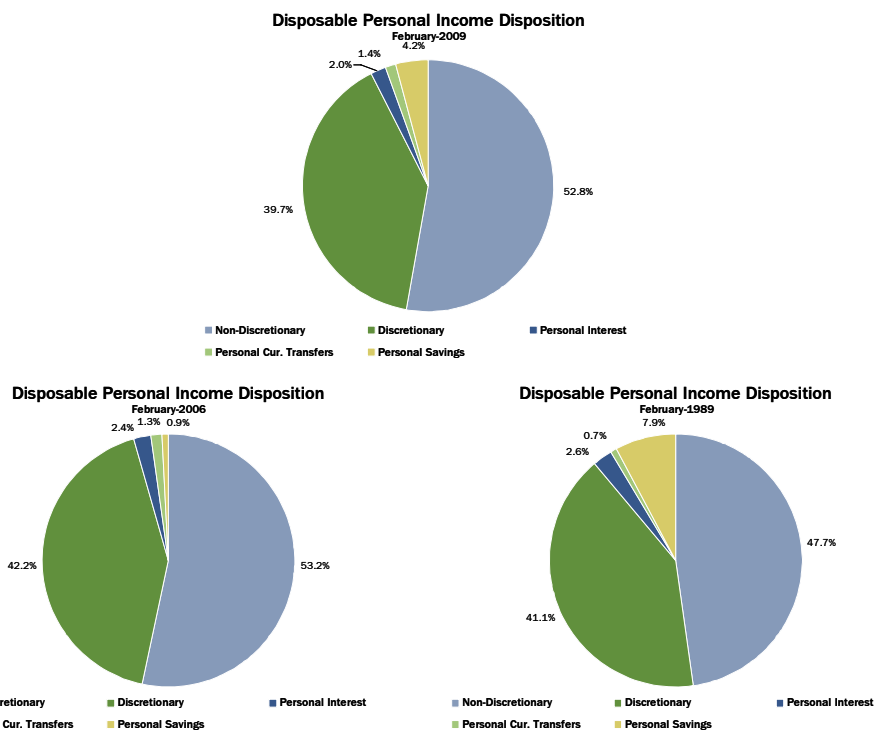 Disposable Personal Income Disposition
February-2009
4.2%
1.4%
2.0%
52.8%
39.7%
Non-Discretionary Discretionary Personal Interest
Personal Cur. Transfers Personal Savings
Disposable Personal Income Disposition
February-2006
2.4% 1.3% 0.9%
42.2% 53.2%
retionary Discretionary Personal Interest
Cur. Transfers Personal Savings
Disposable Personal Income Disposition
February-1989
7.9%
0.7%
2.6%
47.7%
41.1%
Non-Discretionary Discretionary Personal Interest
Personal Cur. Transfers Personal Savings